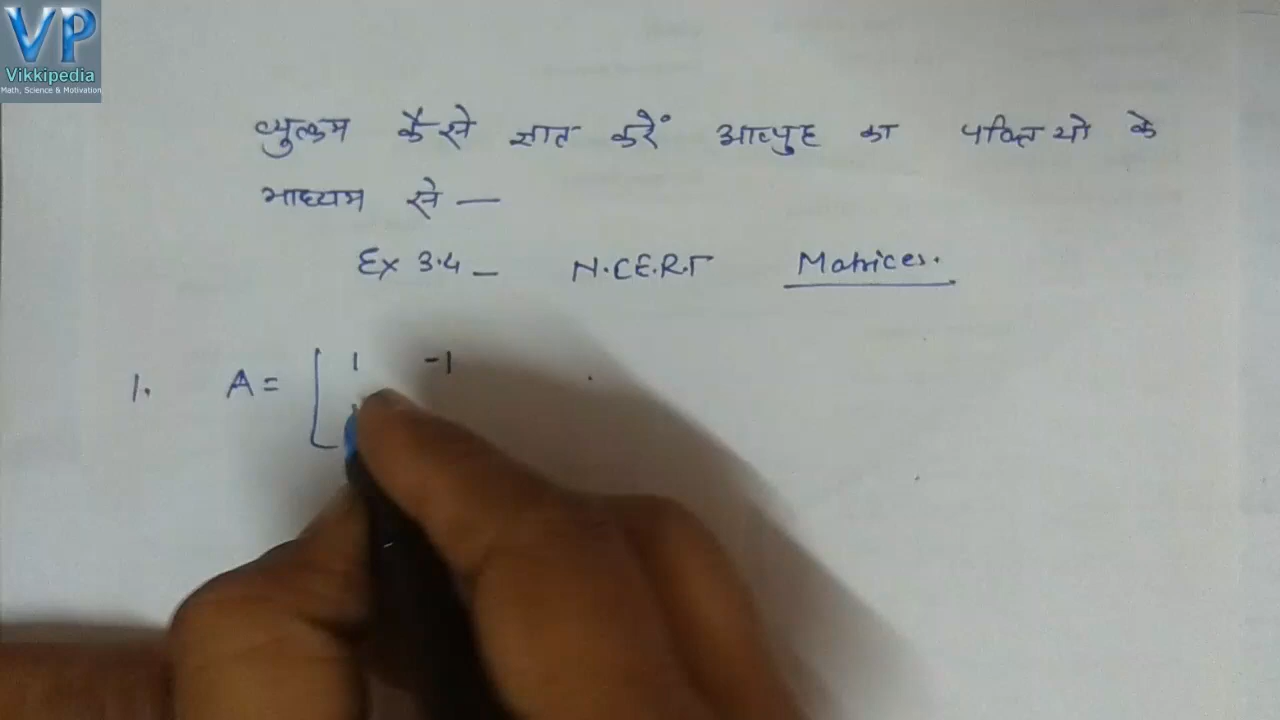 VP
Vikkipedia
Math, Science & Motivation
व्युत्क्रम कैसे ज्ञात करें आव्युह का पंक्तियो के
माध्यम से —
Ex 3.4 — N.C.E.R.T Matrices.
1. A = [ 1 -1